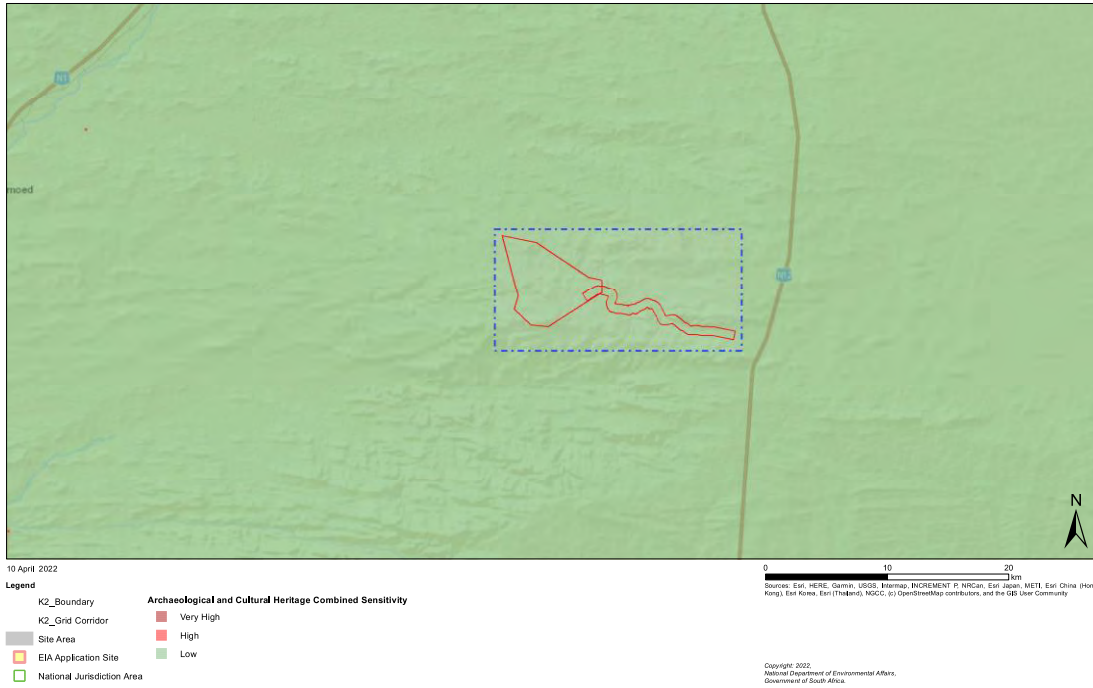 N1
moed
N12
N
10 April 2022
0 10 20
km
Sources: Esri, HERE, Garmin, USGS, Intermap, INCREMENT P, NRCan, Esri Japan, METI, Esri China (Hon
Kong), Esri Korea, Esri (Thailand), NGCC, (c) OpenStreetMap contributors, and the GIS User Community
Legend
K2_Boundary
K2_Grid Corridor
Site Area
EIA Application Site
National Jurisdiction Area
Archaeological and Cultural Heritage Combined Sensitivity
Very High
High
Low
Copyright: 2022,
National Department of Environmental Affairs,
Government of South Africa.